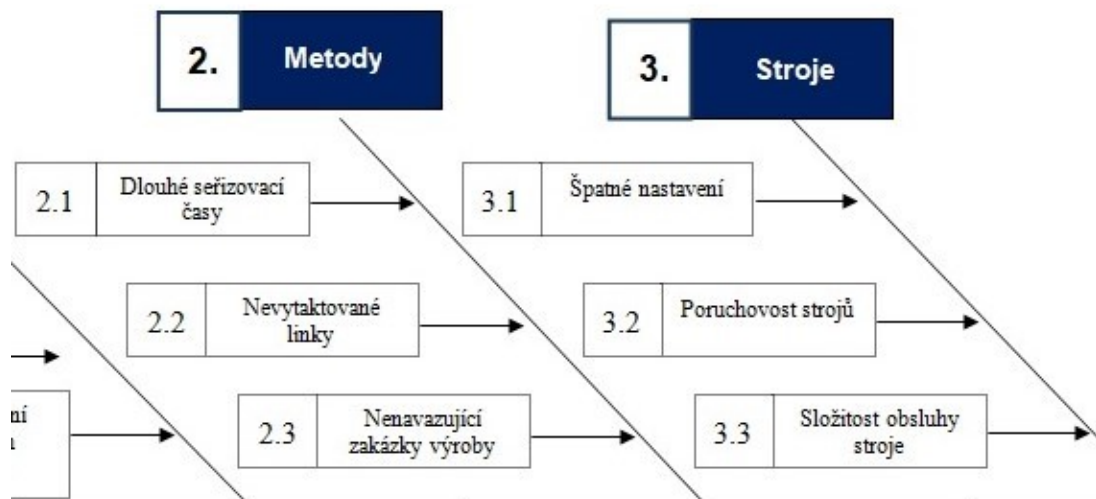 2. Metody
3. Stroje
2.1 Dlouhé seřizovací
časy
3.1 Špatné nastavení
2.2 Nevytaktované
linky
3.2 Poruchovost strojů
2.3 Nenavazující
zakázky výroby
3.3 Složitost obsluhy
stroje